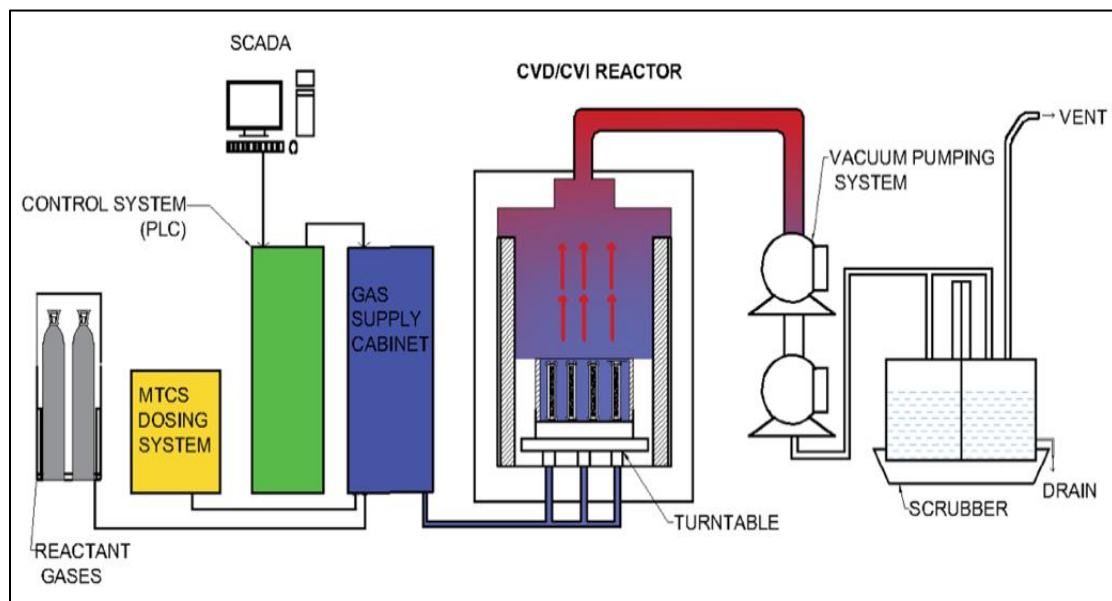 SCADA
CVD/CVI REACTOR
VENT
VACUUM PUMPING
SYSTEM
CONTROL SYSTEM
(PLC)
GAS
SUPPLY
CABINET
MTCS
DOSING
SYSTEM
REACTANT
GASES
TURNTABLE
SCRUBBER
DRAIN